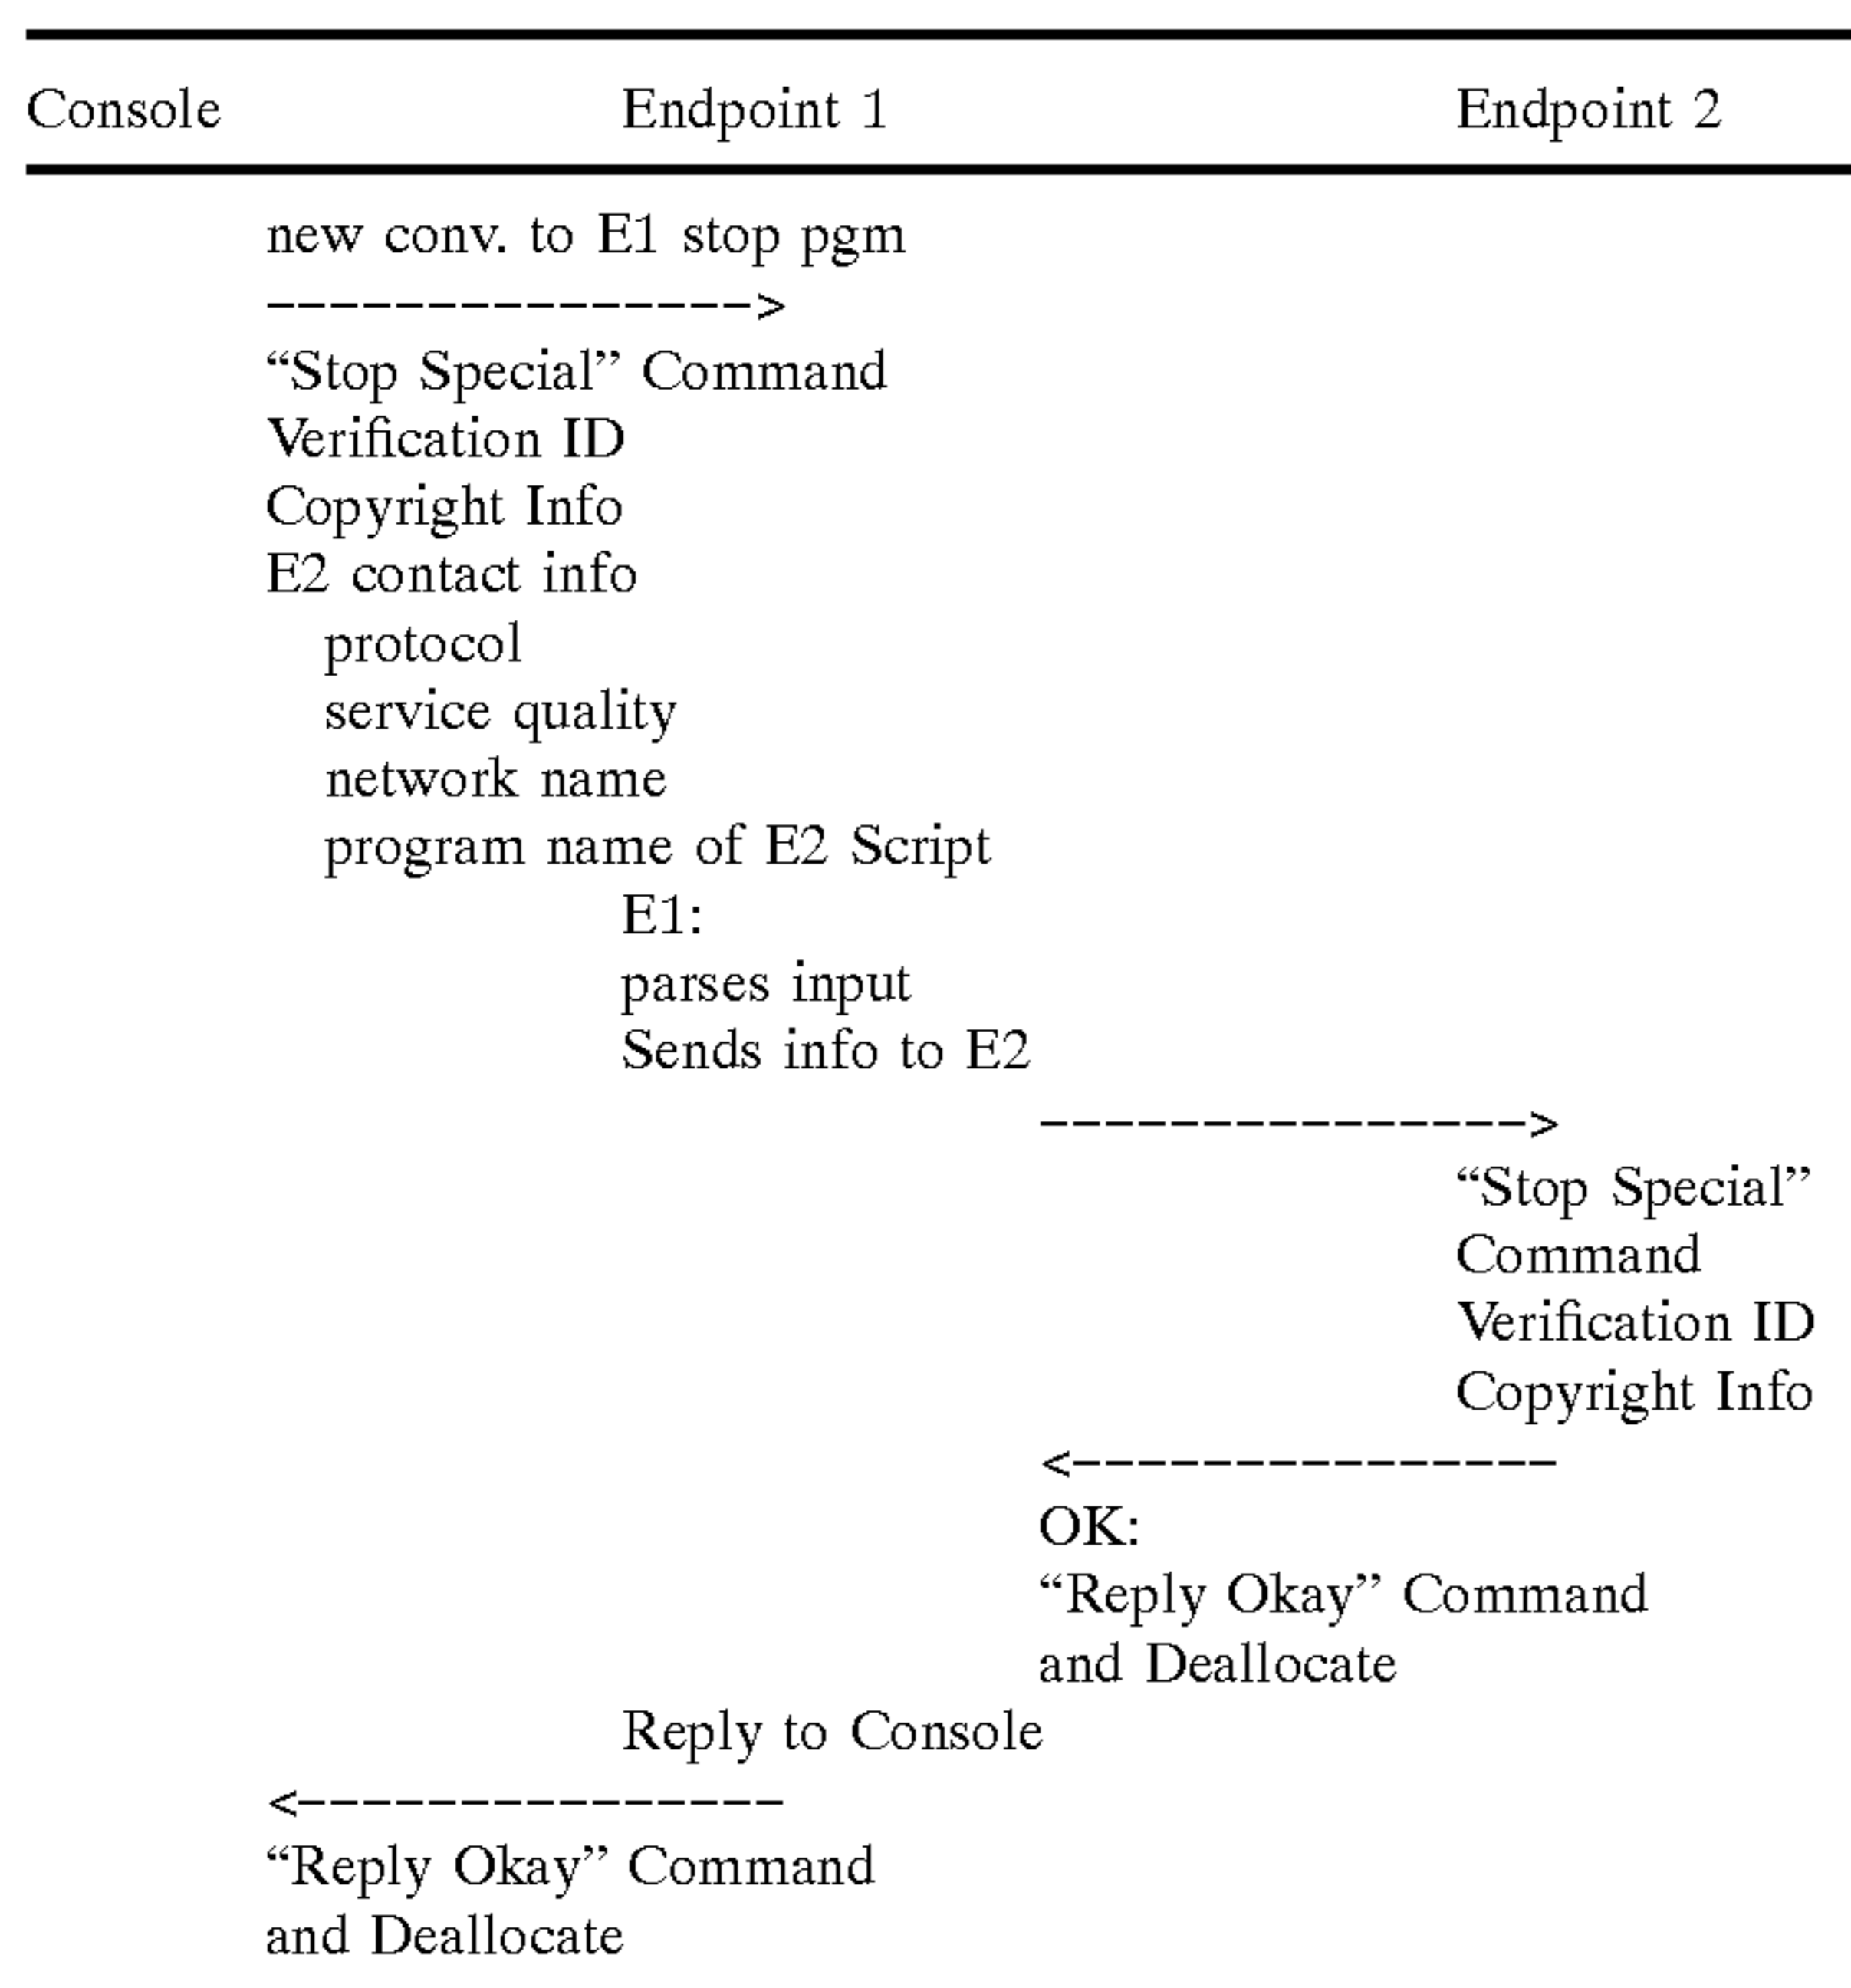 Console Endpoint 1 Endpoint 2
new conv. to E1 stop pgm
--------------->
“Stop Special” Command
Verification ID
Copyright Info
E2 contact info
protocol
service quality
network name
program name of E2 Script
E1:
parses input
Sends info to E2
--------------->
“Stop Special”
Command
Verification ID
Copyright Info
<---------------
OK:
“Reply Okay” Command
and Deallocate
Reply to Console
<---------------
“Reply Okay” Command
and Deallocate